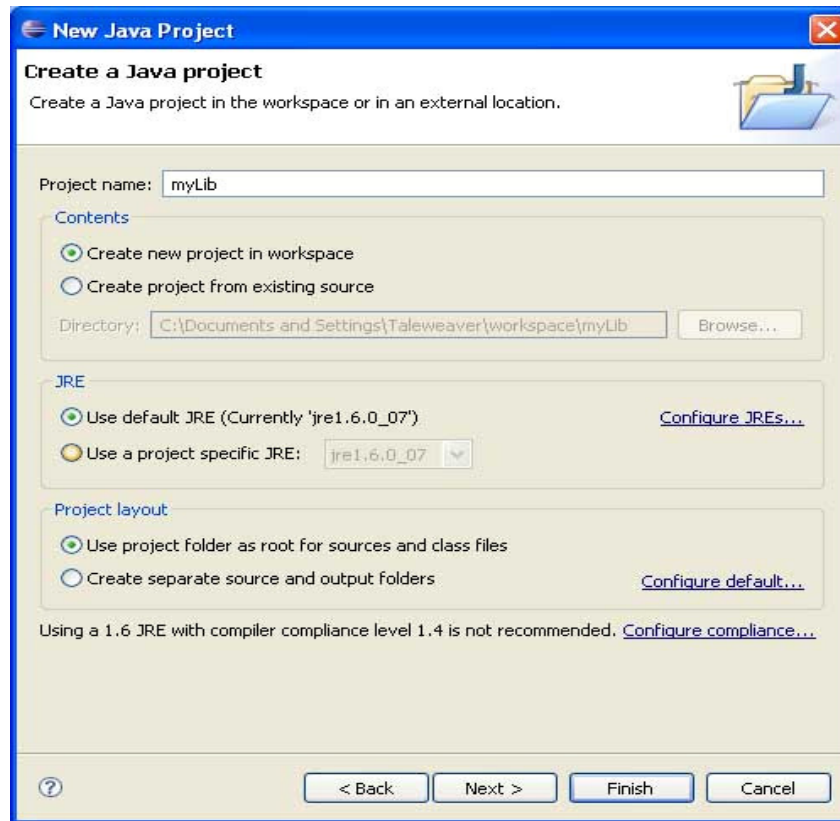 New Java Project
Create a Java project
Create a Java project in the workspace or in an external location.
Project name: myLib
Contents
Create new project in workspace
Create project from existing source
Directory: C:\Documents and Settings\Taleweaver\workspace\myLib Browse...
JRE
Use default JRE (Currently 'jre1.6.0_07') Configure JREs...
Use a project specific JRE: jre1.6.0_07
Project layout
Use project folder as root for sources and class files
Create separate source and output folders Configure default...
Using a 1.6 JRE with compiler compliance level 1.4 is not recommended. Configure compliance...
? < Back Next > Finish Cancel